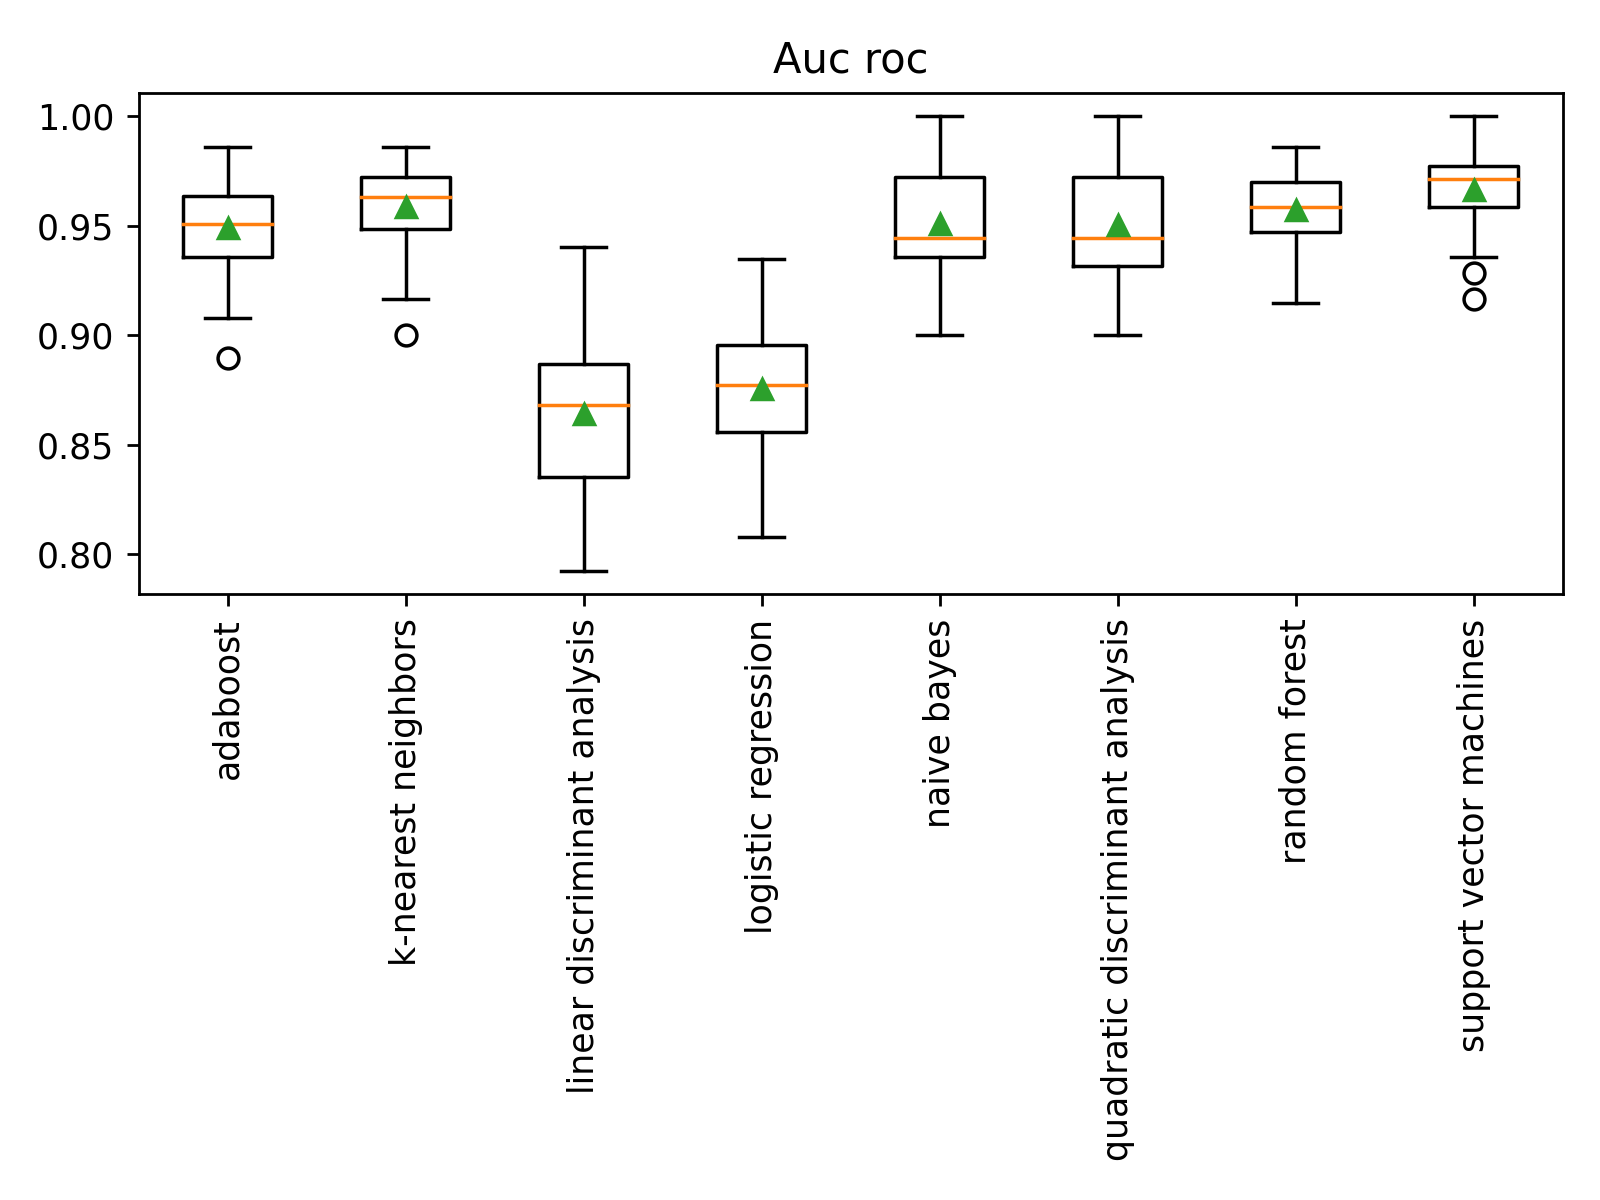 Auc roc
1.00
0.95
0.90
0.85
0.80
adaboost
k-nearest neighbors
linear discriminant analysis
logistic regression
naive bayes
quadratic discriminant analysis
random forest
support vector machines